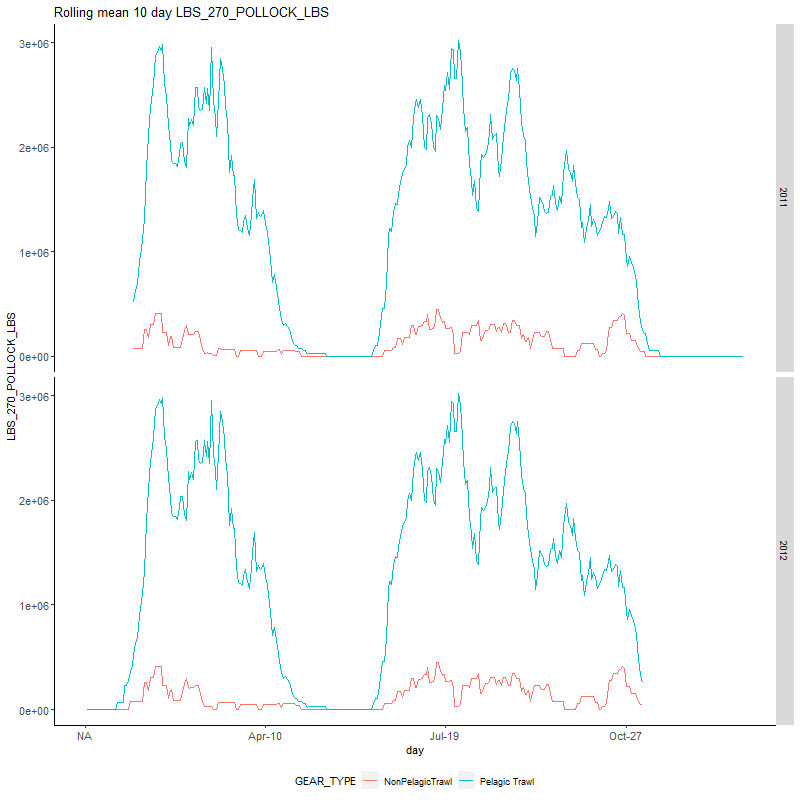 Rolling mean 10 day LBS_270_POLLOCK_LBS
LBS_270_POLLOCK_LBS
3e+06
2e+06
1e+06
0e+00
2011
3e+06
2e+06
1e+06
0e+00
2012
NA Apr-10 Jul-19 Oct-27
day
GEAR_TYPE NonPelagicTrawl Pelagic Trawl